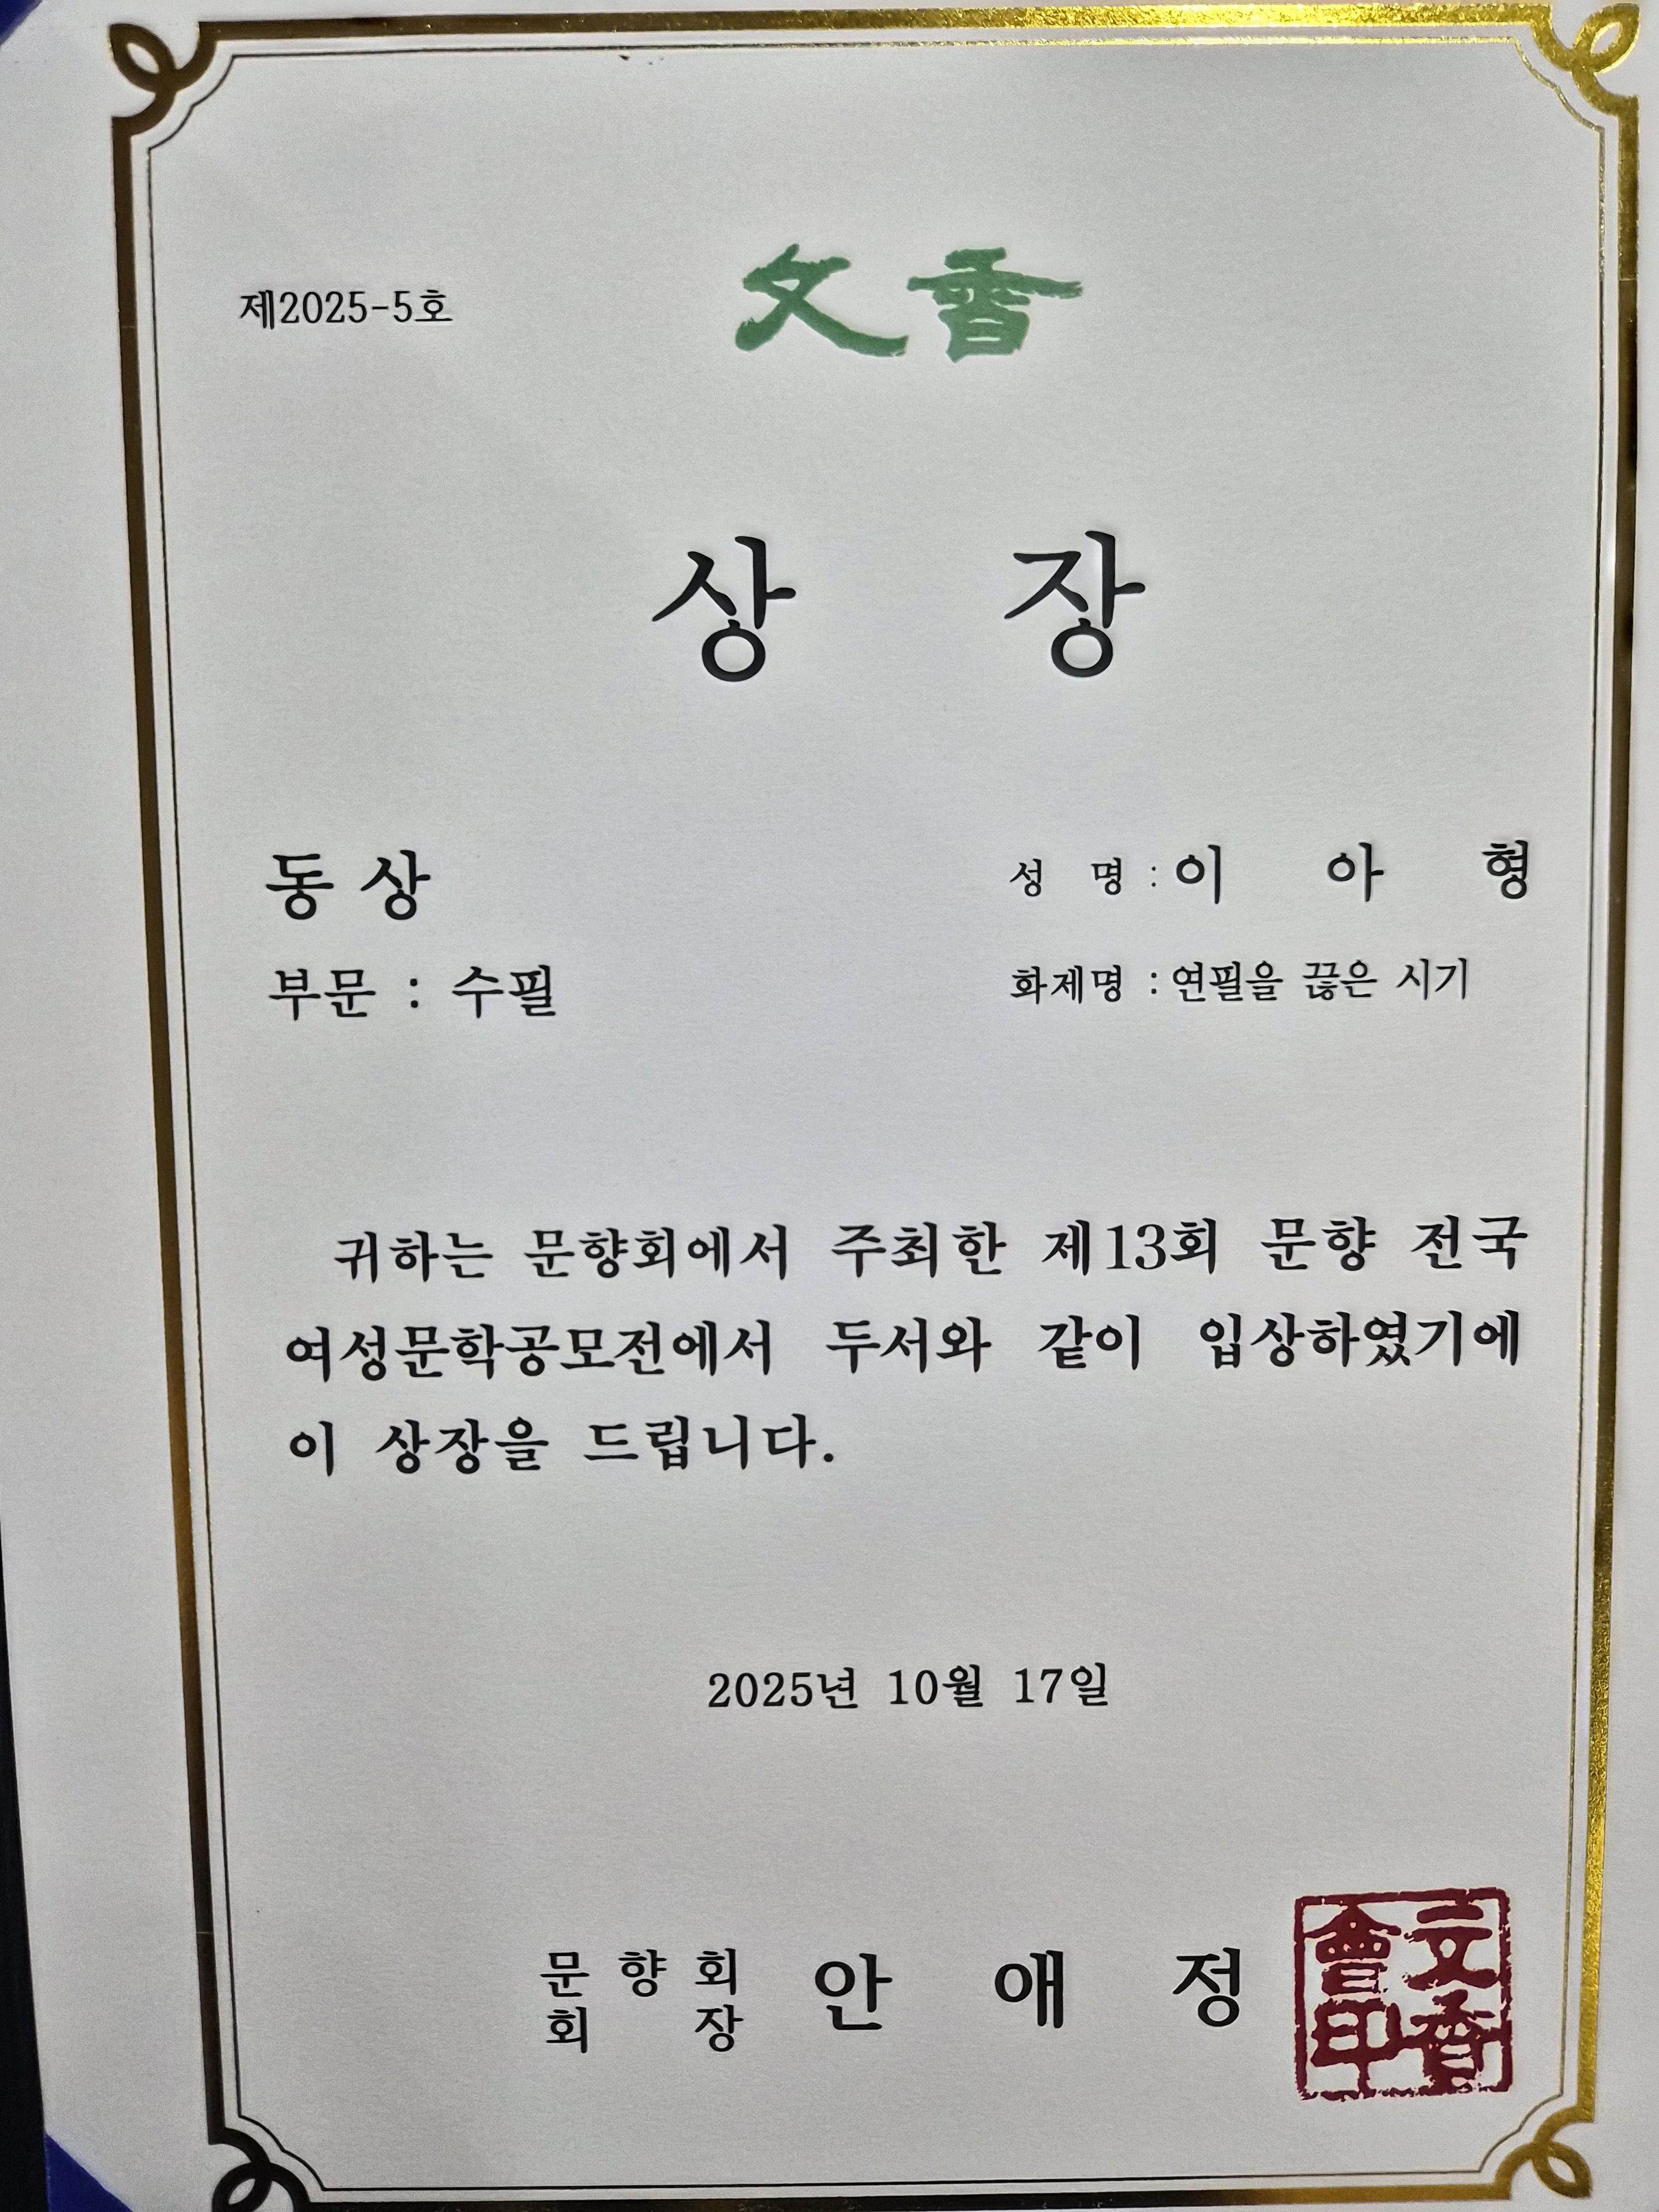 제2025-5호
文香
상 장
동상
성 명 : 이 아 형
부문 : 수필
화제명 : 연필을 끊은 시기
귀하는 문향회에서 주최한 제13회 문향 전국
여성문학공모전에서 두서와 같이 입상하였기에
이 상장을 드립니다.
2025년 10월 17일
문향회
회장
안 애 정
文香
會印